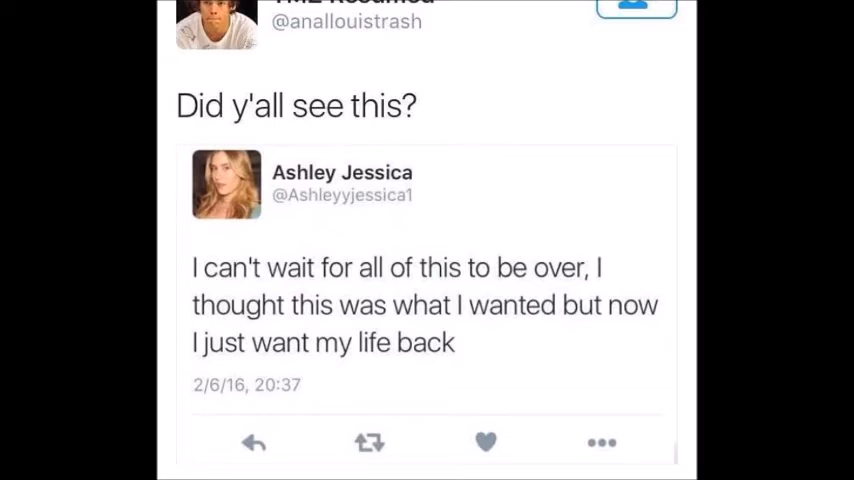 @anallouistrash
Did y'all see this?
Ashley Jessica
@Ashleyyjessica1
I can't wait for all of this to be over, I
thought this was what I wanted but now
I just want my life back
2/6/16, 20:37